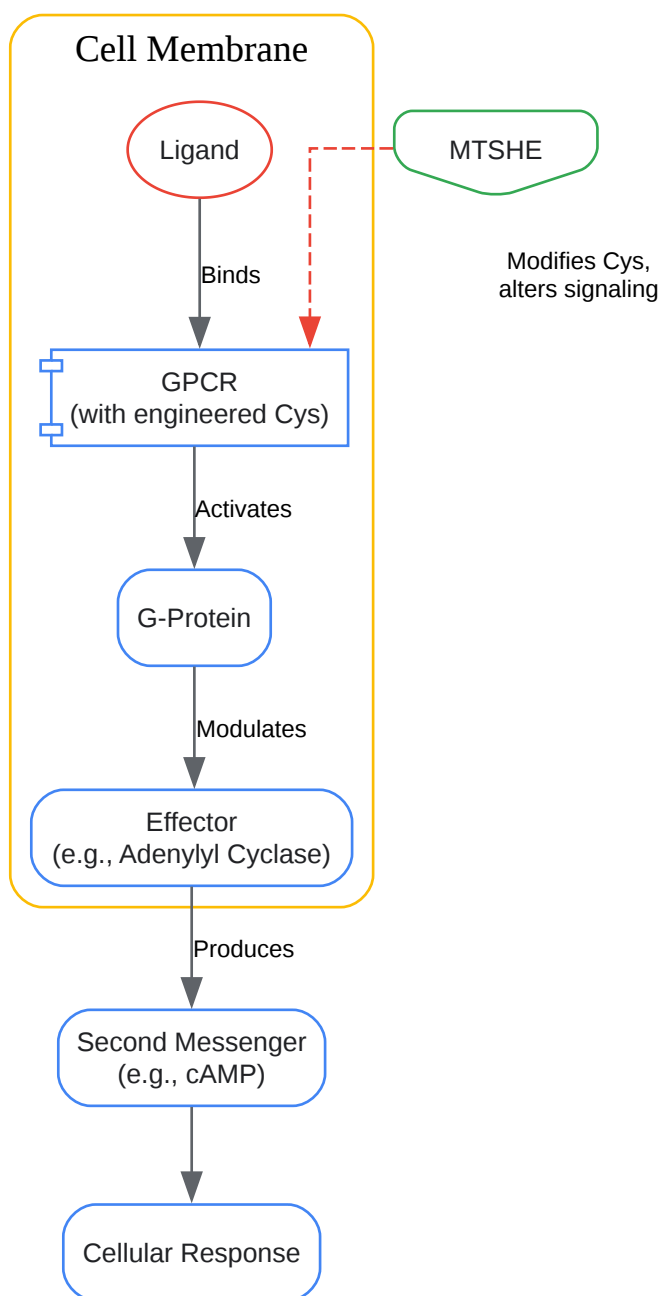 Cell Membrane
Ligand
MTSHE
Binds
Modifies Cys,
alters signaling
GPCR
(with engineered Cys)
Activates
G-Protein
Modulates
Effector
(e.g., Adenylyl Cyclase)
Produces
Second Messenger
(e.g., cAMP)
Cellular Response